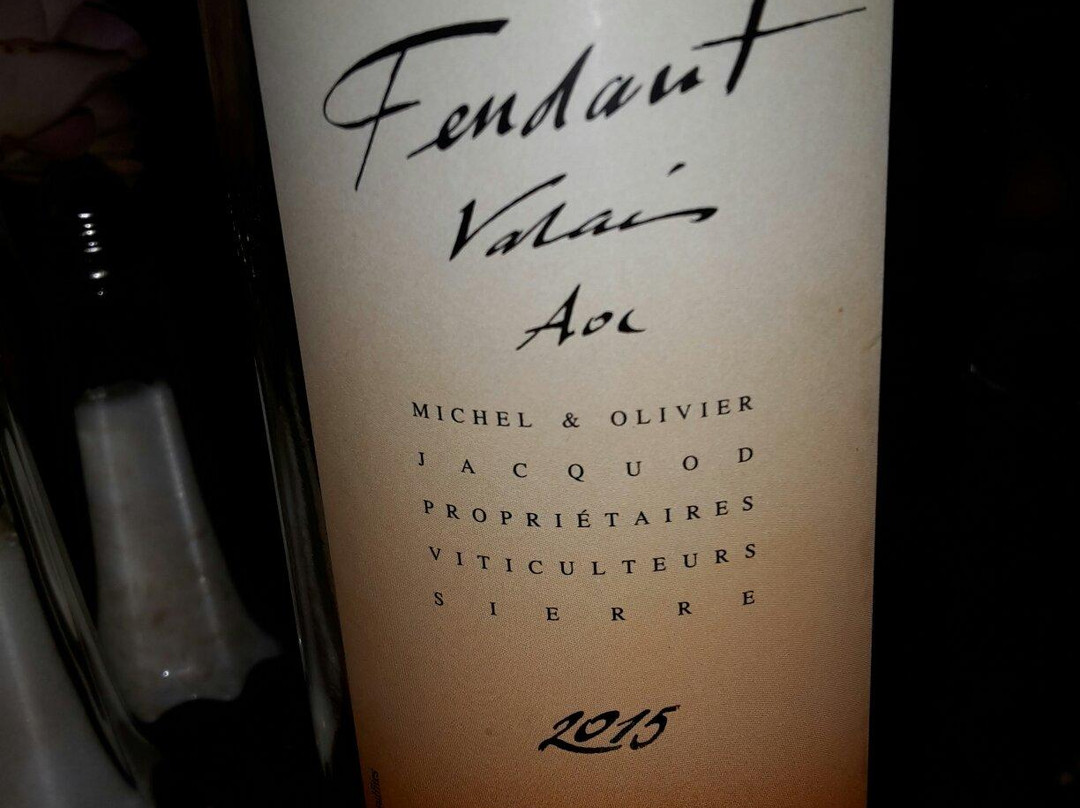 Fendant
Valais
AOC
MICHEL & OLIVIER
JACQUOD
PROPRIÉTAIRES
VITICULTEURS
SIERRE
2015